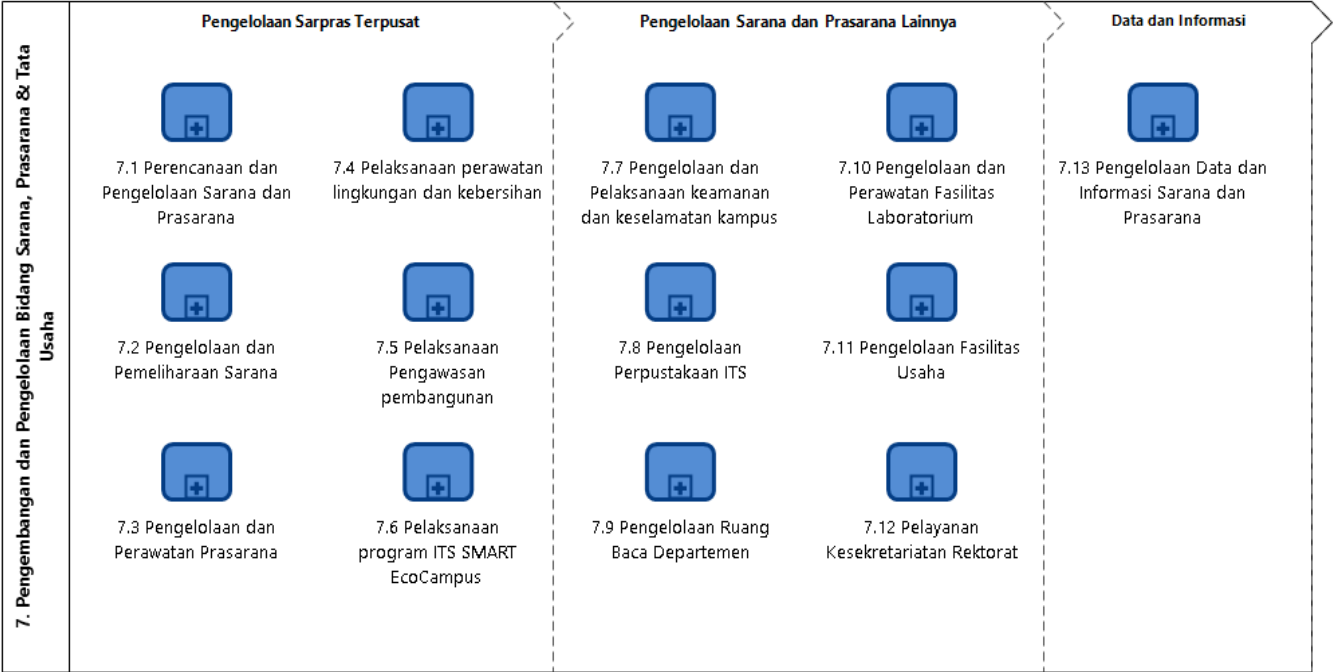 7. Pengembangan dan Pengelolaan Bidang Sarana, Prasarana & Tata
Usaha
Pengelolaan Sarpras Terpusat
7.1 Perencanaan dan
Pengelolaan Sarana dan
Prasarana
7.4 Pelaksanaan perawatan
lingkungan dan kebersihan
7.2 Pengelolaan dan
Pemeliharaan Sarana
7.5 Pelaksanaan
Pengawasan
pembangunan
7.3 Pengelolaan dan
Perawatan Prasarana
7.6 Pelaksanaan
program ITS SMART
EcoCampus
Pengelolaan Sarana dan Prasarana Lainnya
7.7 Pengelolaan dan
Pelaksanaan keamanan
dan keselamatan kampus
7.10 Pengelolaan dan
Perawatan Fasilitas
Laboratorium
7.8 Pengelolaan
Perpustakaan ITS
7.11 Pengelolaan Fasilitas
Usaha
7.9 Pengelolaan Ruang
Baca Departemen
7.12 Pelayanan
Kesekretariatan Rektorat
Data dan Informasi
7.13 Pengelolaan Data dan
Informasi Sarana dan
Prasarana